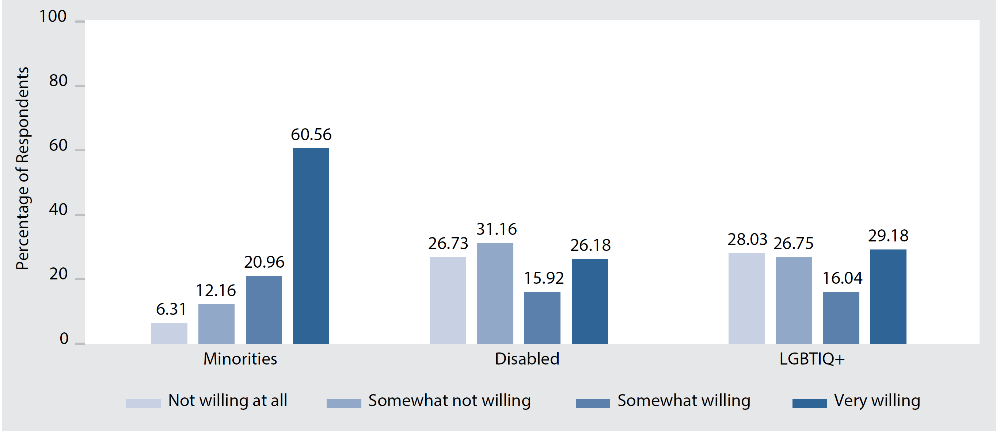 Percentage of Respondents
100
80
60
40
20
0
6.31
12.16
20.96
60.56
26.73
31.16
15.92
26.18
28.03
26.75
16.04
29.18
Minorities
Disabled
LGBTIQ+
Not willing at all
Somewhat not willing
Somewhat willing
Very willing